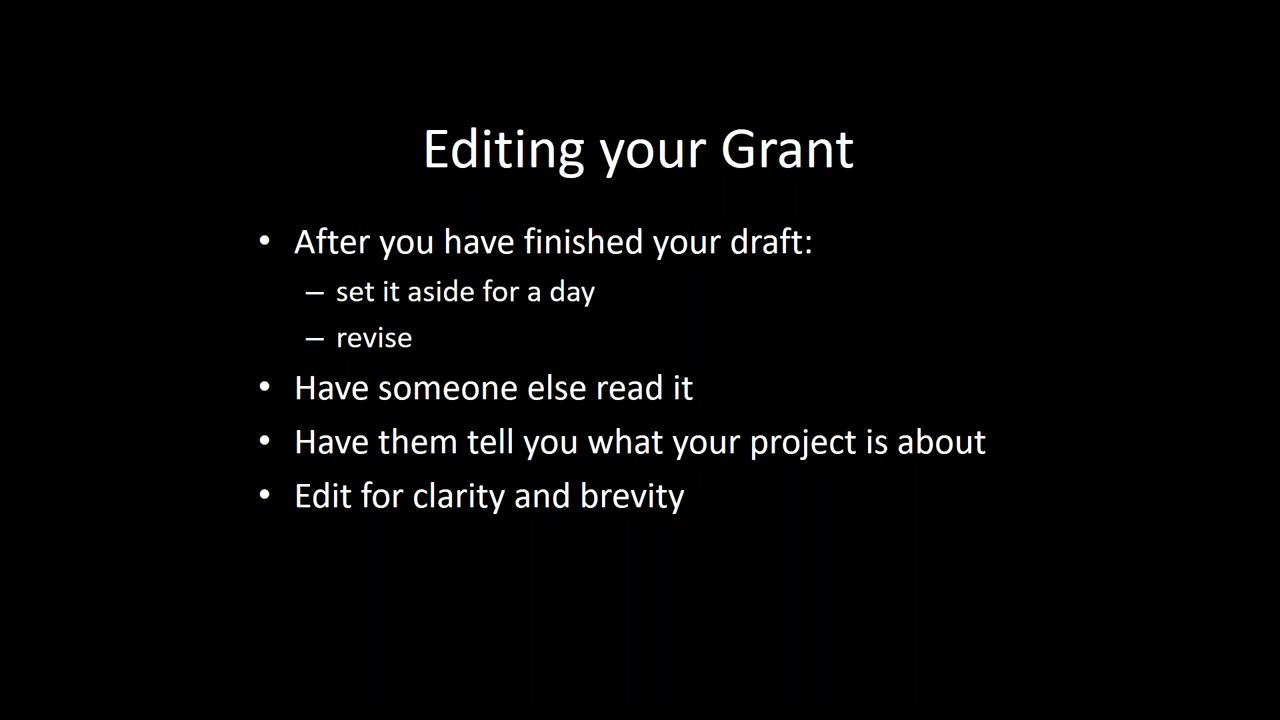 Editing your Grant
• After you have finished your draft:
– set it aside for a day
– revise
• Have someone else read it
• Have them tell you what your project is about
• Edit for clarity and brevity